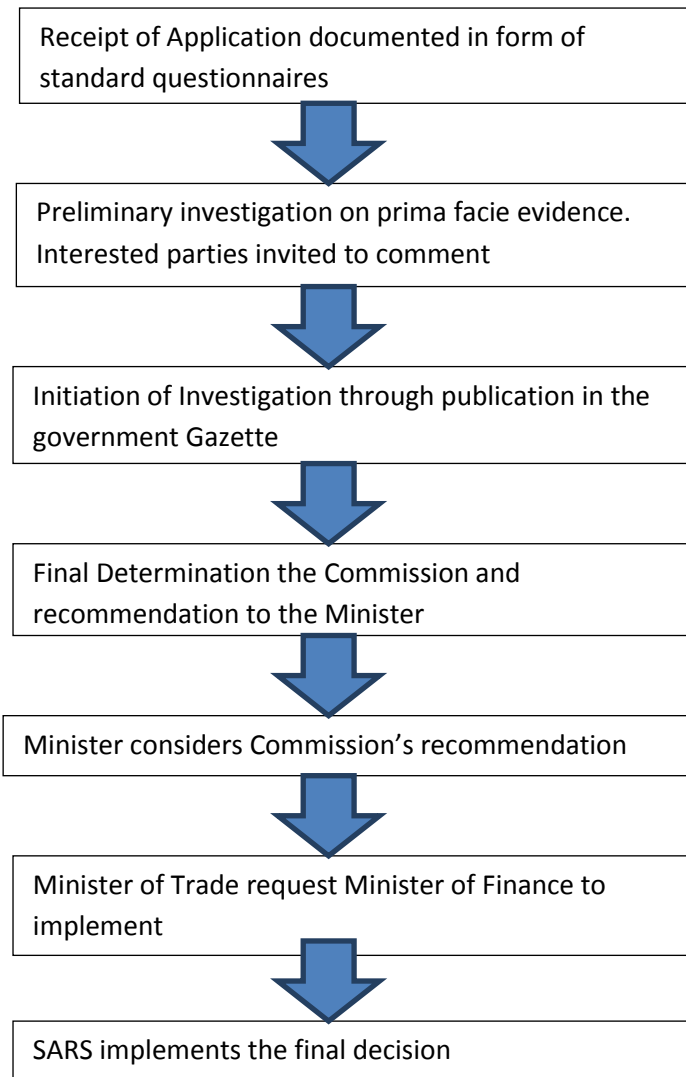 Receipt of Application documented in form of
standard questionnaires
Preliminary investigation on prima facie evidence.
Interested parties invited to comment
Initiation of Investigation through publication in the
government Gazette
Final Determination the Commission and
recommendation to the Minister
Minister considers Commission’s recommendation
Minister of Trade request Minister of Finance to
implement
SARS implements the final decision